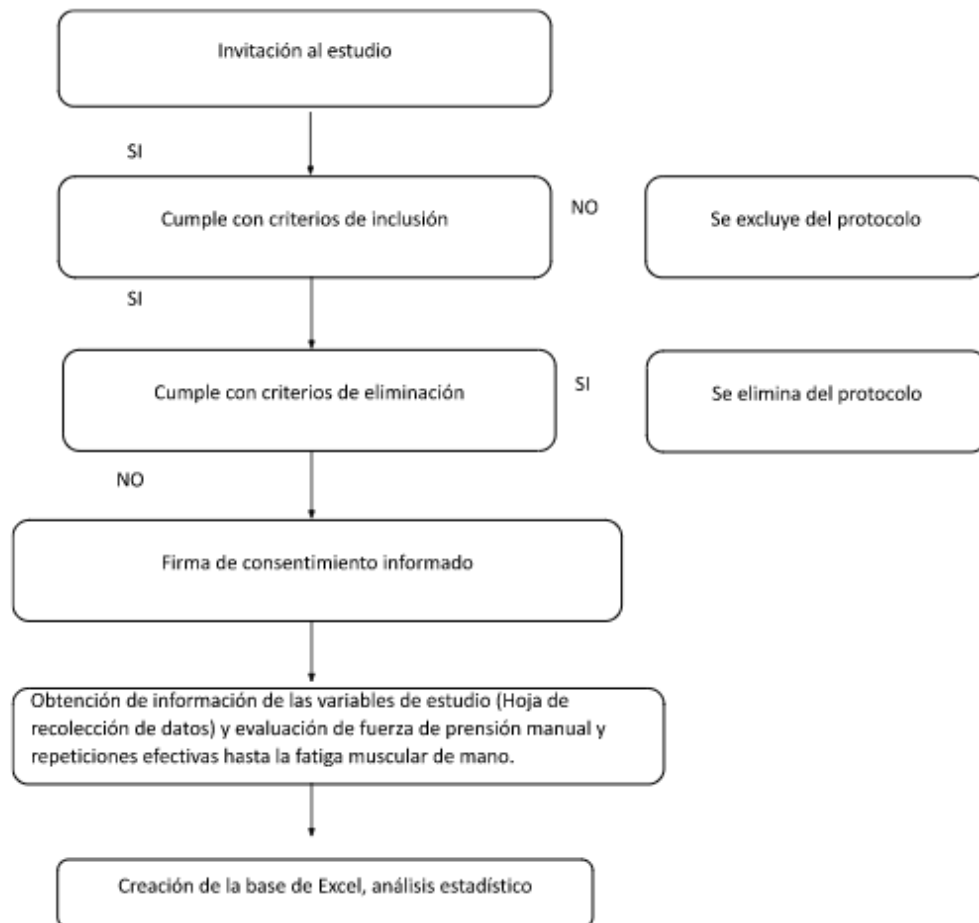 Invitación al estudio
SI
Cumple con criterios de inclusión
NO
Se excluye del protocolo
SI
Cumple con criterios de eliminación
SI
Se elimina del protocolo
NO
Firma de consentimiento informado
Obtención de información de las variables de estudio (Hoja de
recolección de datos) y evaluación de fuerza de prensión manual y
repeticiones efectivas hasta la fatiga muscular de mano.
Creación de la base de Excel, análisis estadístico